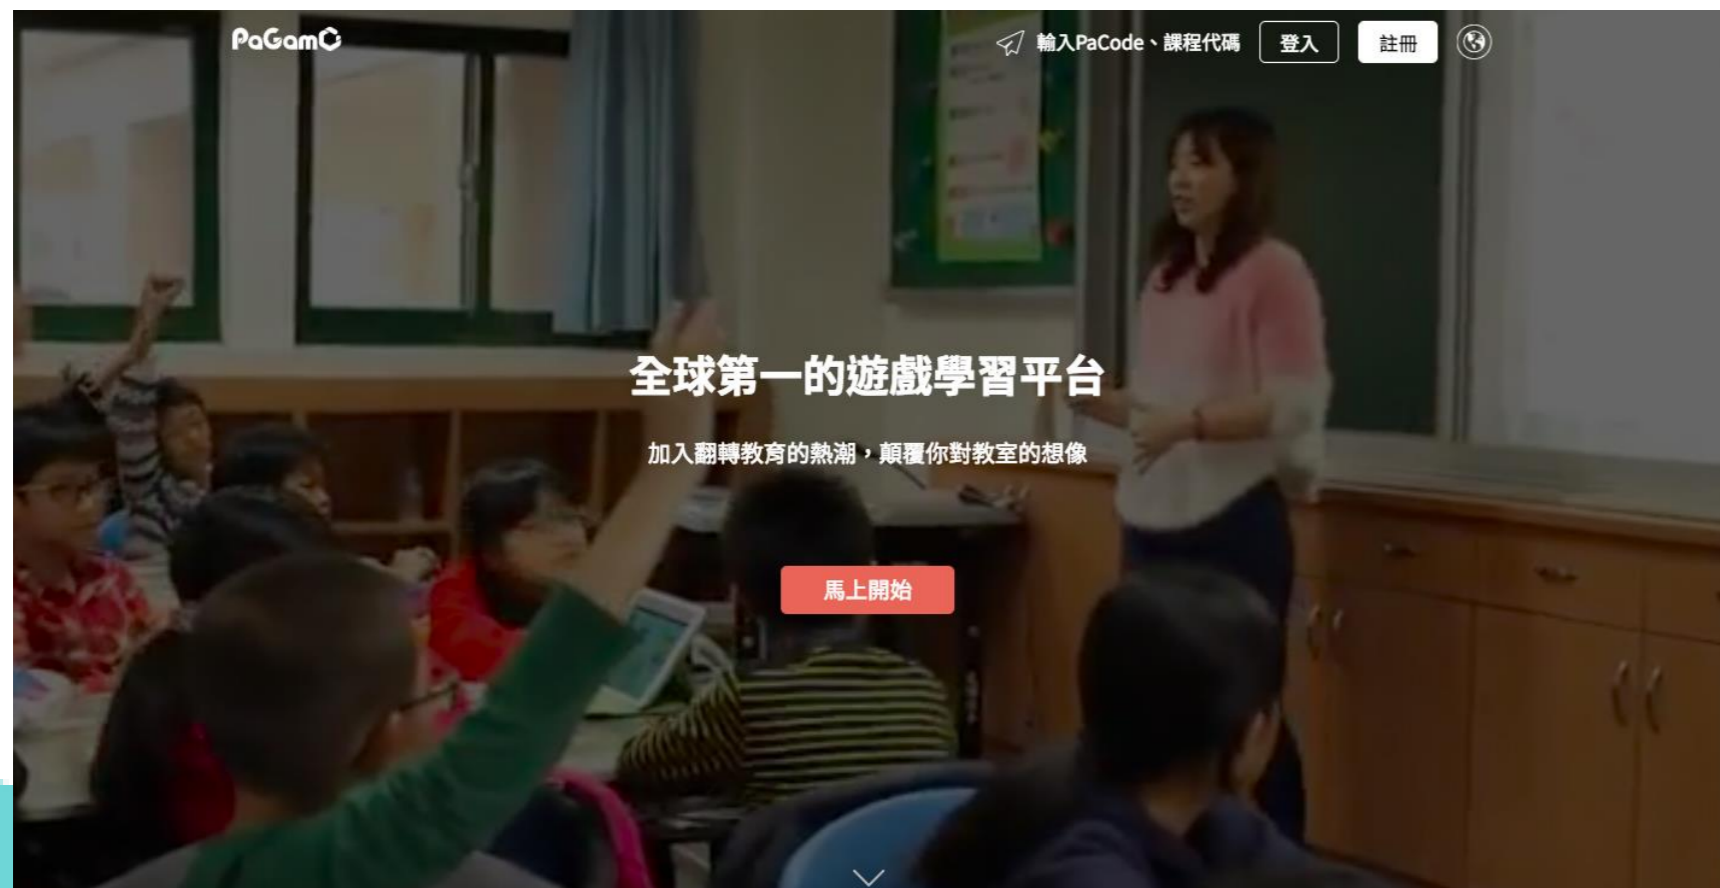 PaGamO
輸入PaCode、課程代碼
登入
註冊
全球第一的遊戲學習平台
加入翻轉教育的熱潮，顛覆你對教室的想像
馬上開始